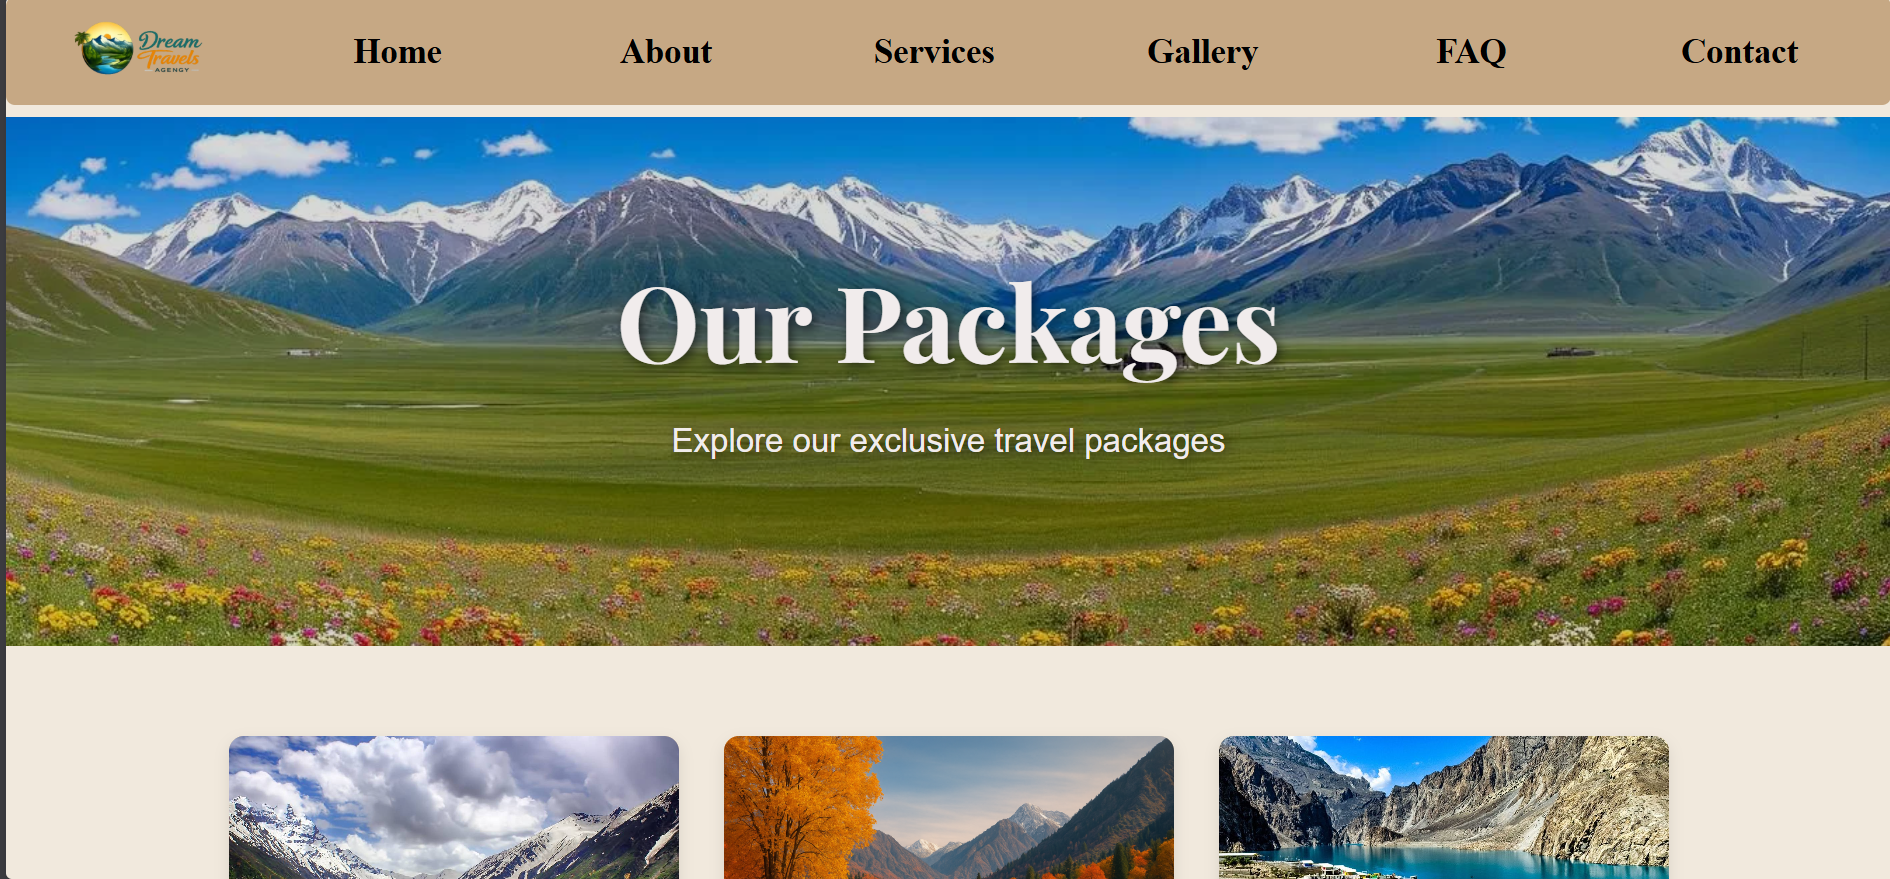 Dream
Travels
AGENCY
Home
About
Services
Gallery
FAQ
Contact
Our Packages
Explore our exclusive travel packages